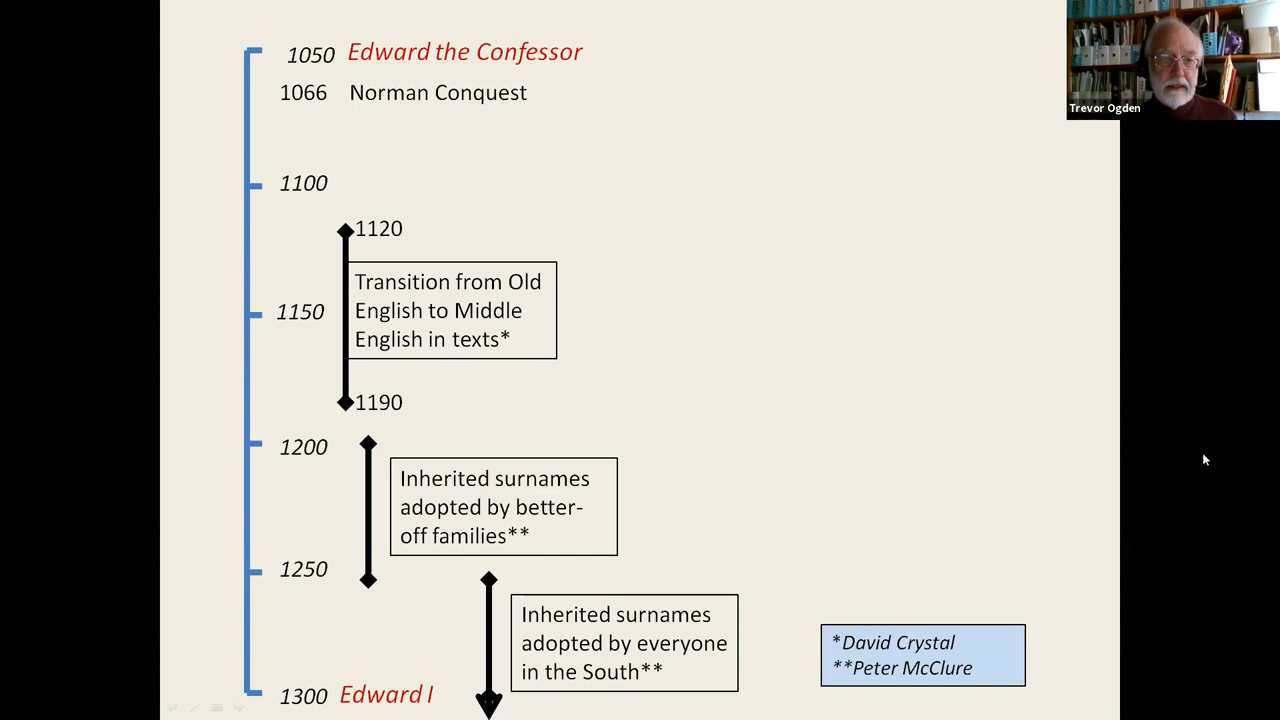 1050 Edward the Confessor
1066 Norman Conquest
Trevor Ogden
1100
1120
Transition from Old
English to Middle
English in texts*
1150
1190
1200
Inherited surnames
adopted by better-
off families**
1250
Inherited surnames
adopted by everyone
in the South**
*David Crystal
**Peter McClure
1300 Edward I